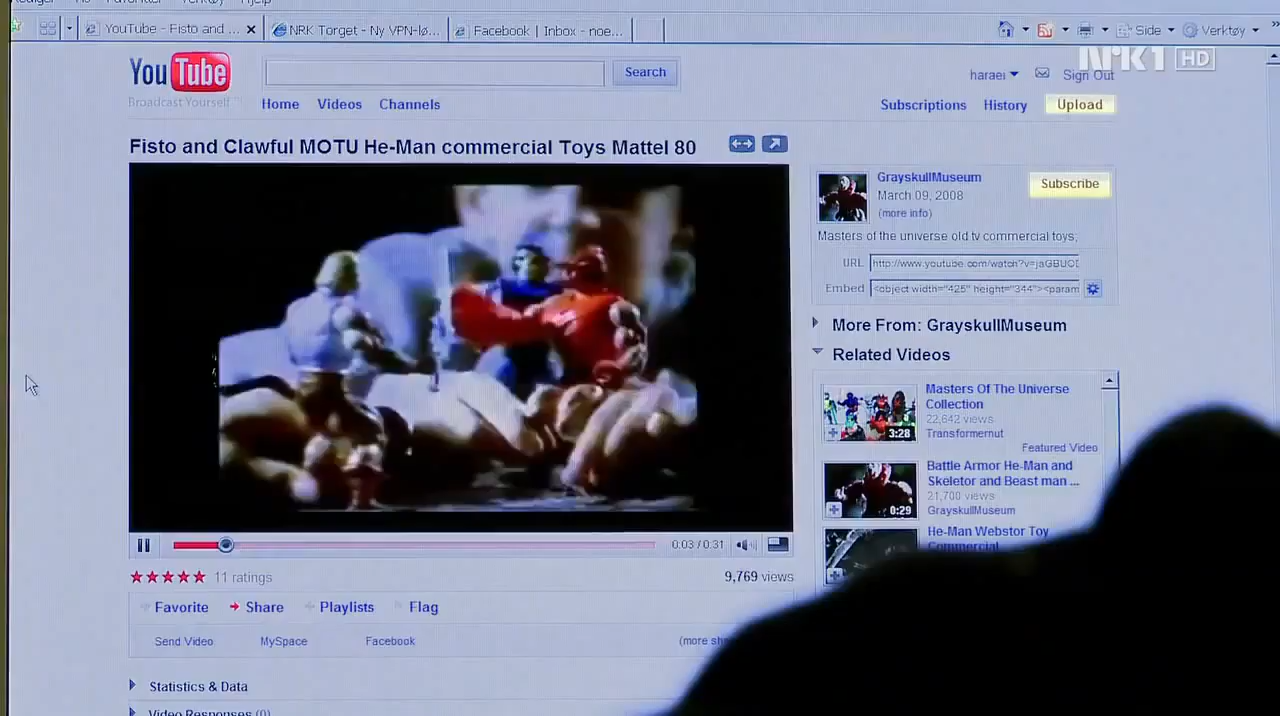 Verktøy Hjelp
YouTube - Fisto and ...
NRK Torget - Ny VPN-lø...
Facebook | Inbox - noe...
Side
Verktøy
NRK1 HD
YouTube
Broadcast Yourself™
Search
haraei
Sign Out
Home Videos Channels
Subscriptions History Upload
Fisto and Clawful MOTU He-Man commercial Toys Mattel 80
GrayskullMuseum
March 09, 2008
(more info)
Subscribe
Masters of the universe old tv commercial toys;
URL http://www.youtube.com/watch?v=jaGBUOI
Embed <object width="425" height="344"><param
More From: GrayskullMuseum
Related Videos
Masters Of The Universe
Collection
22,642 views
Transformernut
3:28
Featured Video
Battle Armor He-Man and
Skeletor and Beast man ...
21,700 views
GrayskullMuseum
0:29
He-Man Webstor Toy
Commercial
0:03 / 0:31
11 ratings
9,769 views
Favorite Share Playlists Flag
Send Video MySpace Facebook
(more sh
Statistics & Data
Video Responses (0)